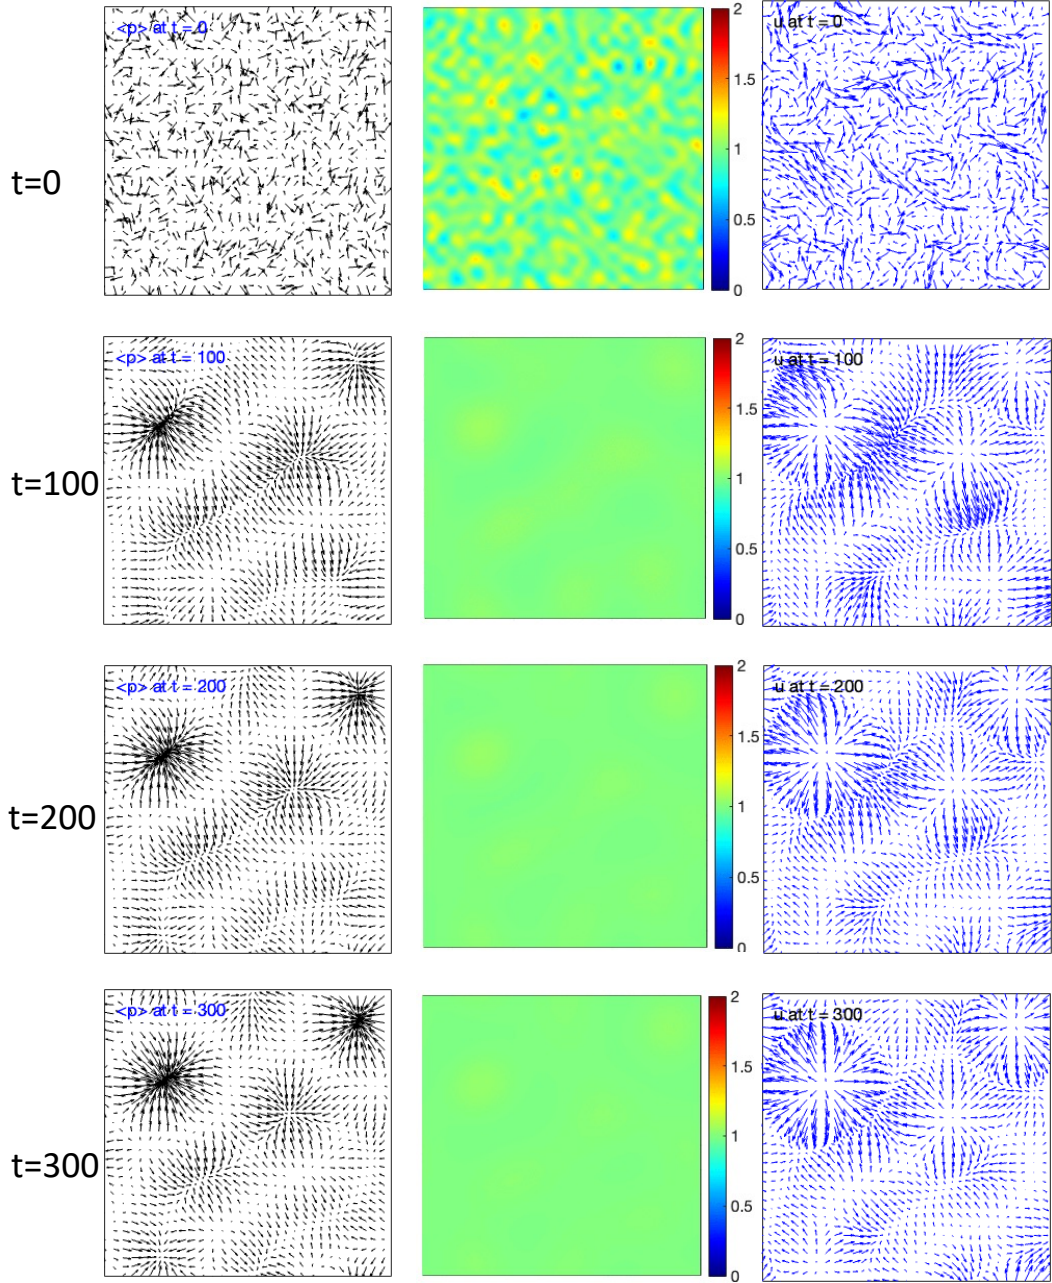 <p> at t = 0
2
1.5
1
0.5
0
u at t = 0
t=0
<p> at t = 100
2
1.5
1
0.5
0
u at t = 100
t=100
<p> at t = 200
2
1.5
1
0.5
0
u at t = 200
t=200
<p> at t = 300
2
1.5
1
0.5
0
u at t = 300
t=300